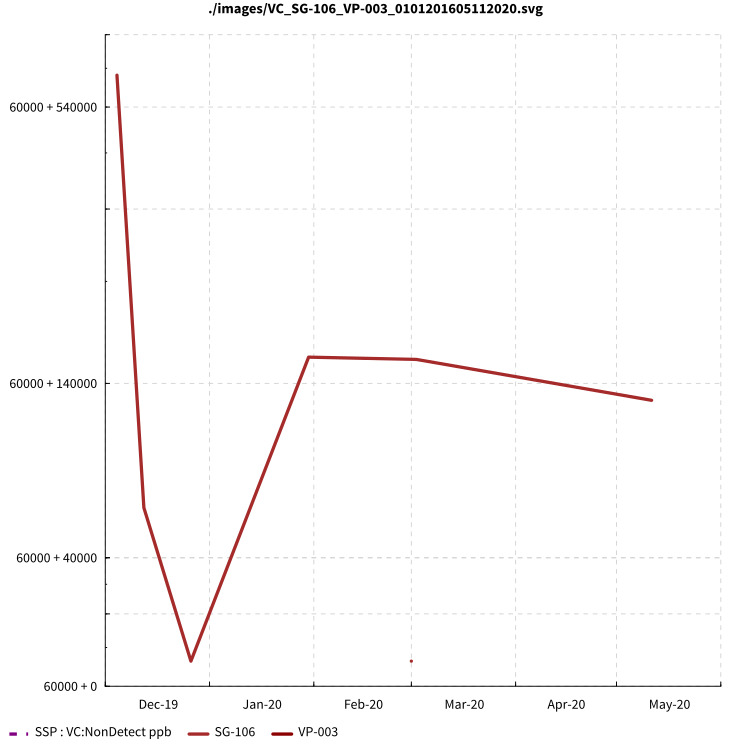 ./images/VC_SG-106_VP-003_0101201605112020.svg
60000 + 540000
60000 + 140000
60000 + 40000
60000 + 0
Dec-19 Jan-20 Feb-20 Mar-20 Apr-20 May-20
SSP : VC:NonDetect ppb SG-106 VP-003